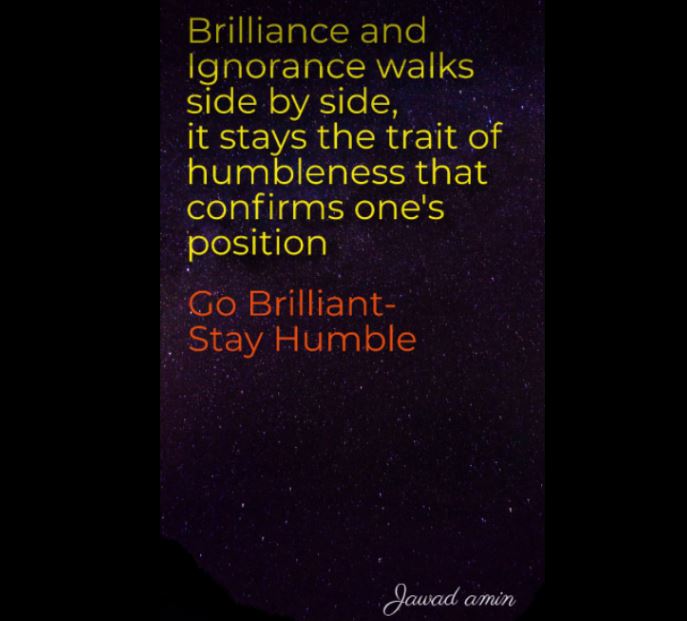 Brilliance and
Ignorance walks
side by side,
it stays the trait of
humbleness that
confirms one's
position
Go Brilliant-
Stay Humble
Jawad amin